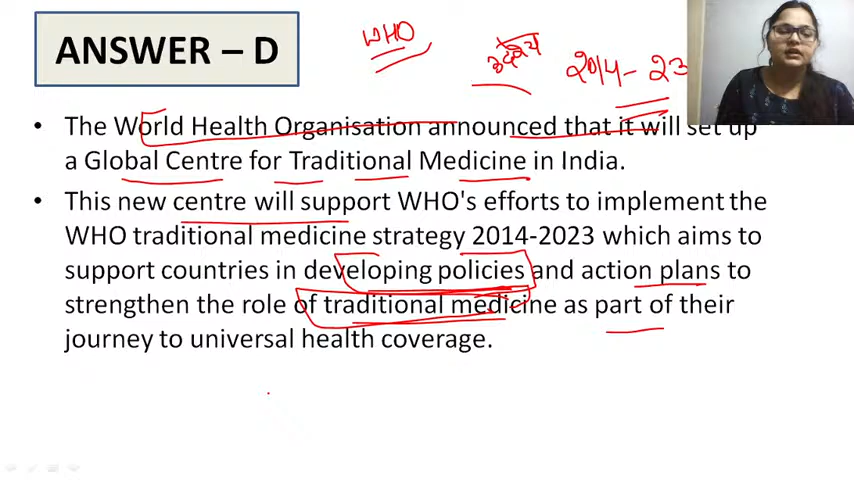 ANSWER – D
WHO
उद्देश्य
2014 - 23
• The World Health Organisation announced that it will set up
a Global Centre for Traditional Medicine in India.
• This new centre will support WHO's efforts to implement the
WHO traditional medicine strategy 2014-2023 which aims to
support countries in developing policies and action plans to
strengthen the role of traditional medicine as part of their
journey to universal health coverage.